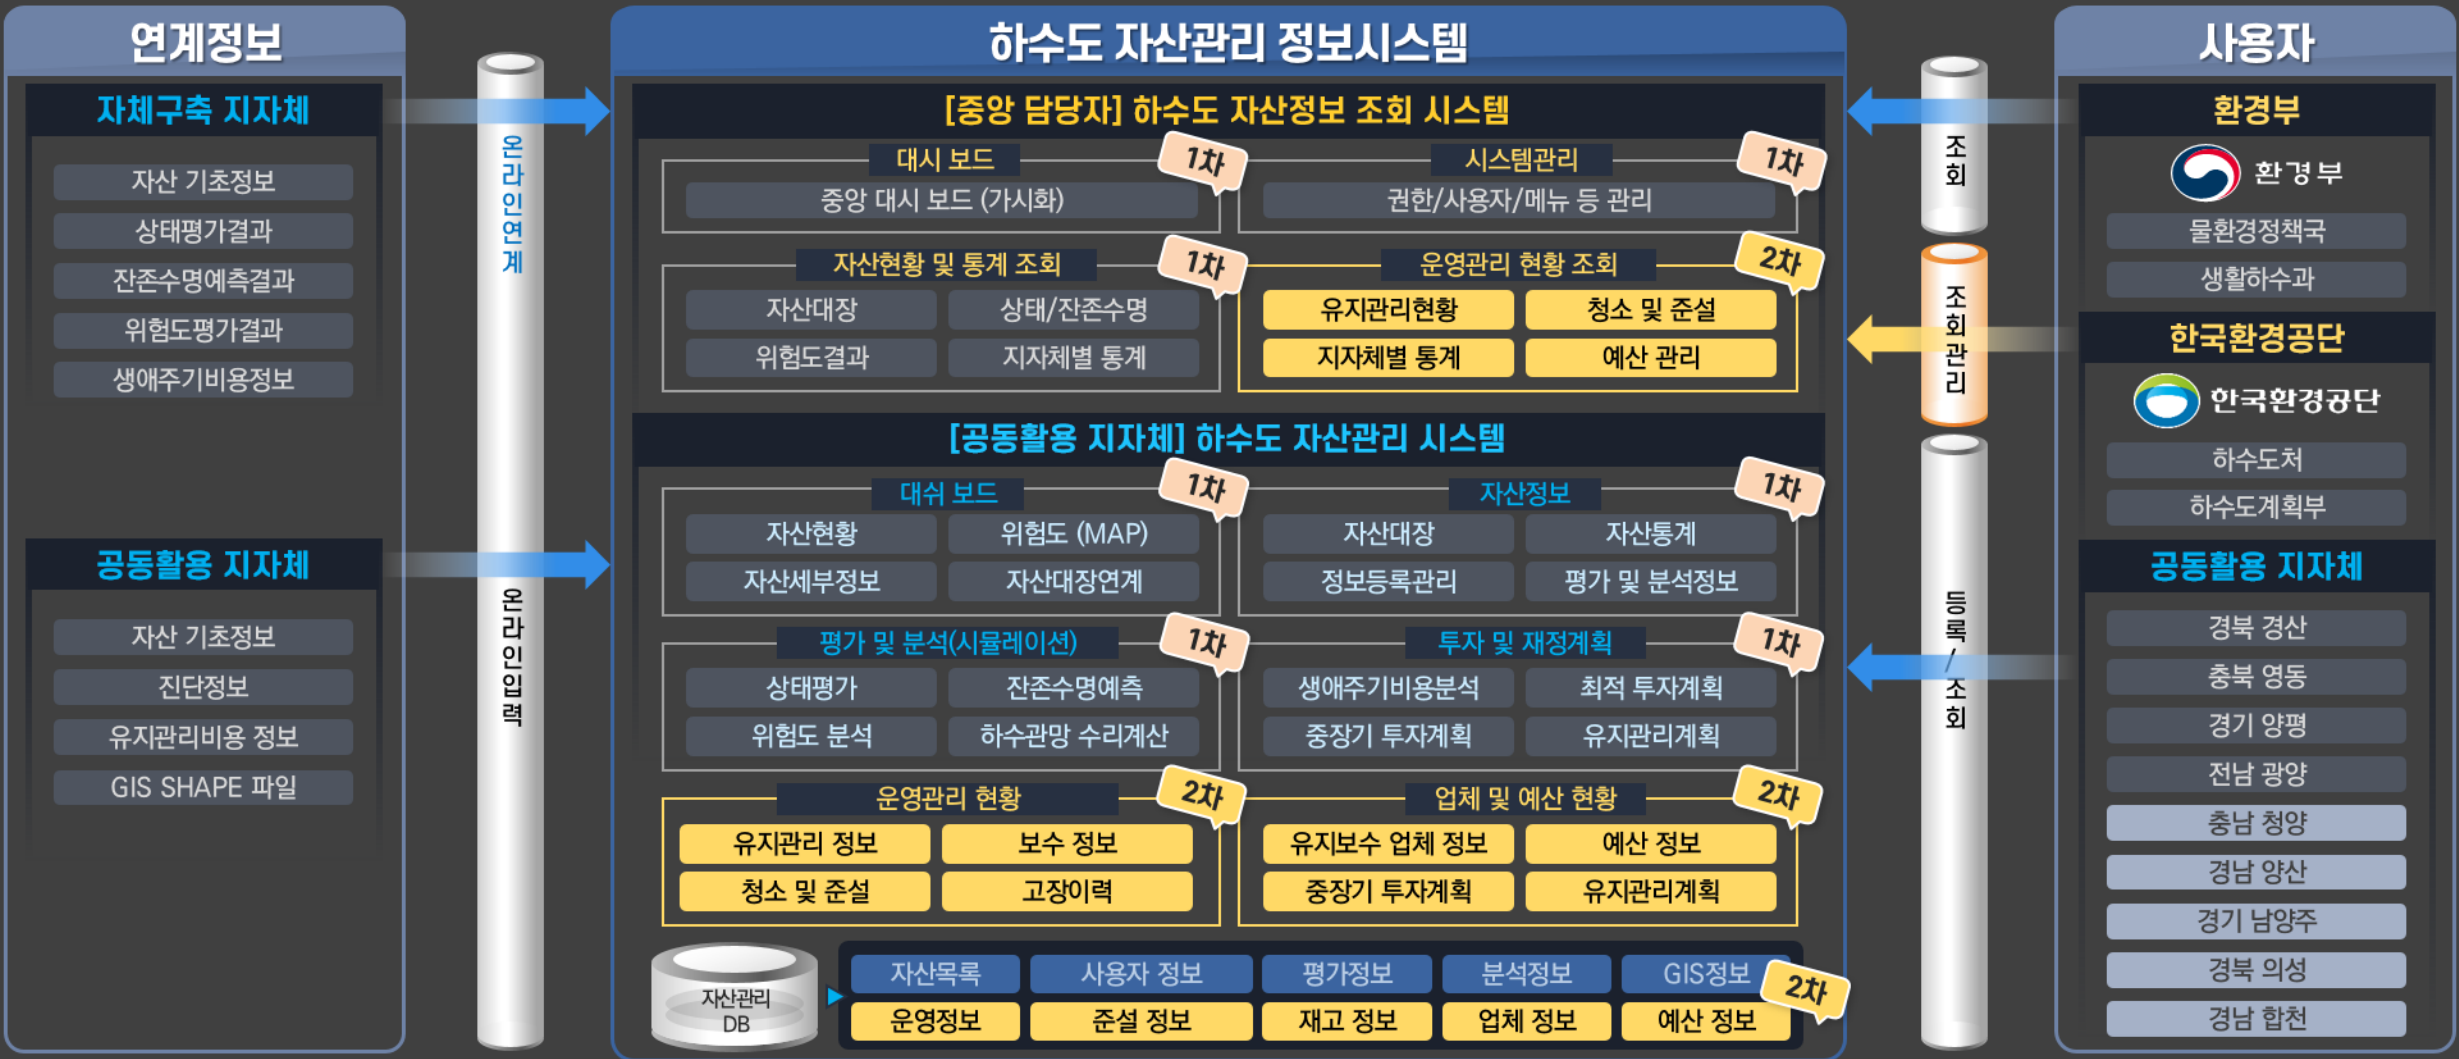 연계정보
자체구축 지자체
자산 기초정보
상태평가결과
잔존수명예측결과
위험도평가결과
생애주기비용정보
공동활용 지자체
자산 기초정보
진단정보
유지관리비용 정보
GIS SHAPE 파일
온라인연계
온라인입력
하수도 자산관리 정보시스템
[중앙 담당자] 하수도 자산정보 조회 시스템
대시 보드
1차
중앙 대시 보드 (가시화)
시스템관리
1차
권한/사용자/메뉴 등 관리
자산현황 및 통계 조회
1차
자산대장
상태/잔존수명
위험도결과
지자체별 통계
운영관리 현황 조회
2차
유지관리현황
청소 및 준설
지자체별 통계
예산 관리
[공동활용 지자체] 하수도 자산관리 시스템
대쉬 보드
1차
자산현황
위험도 (MAP)
자산세부정보
자산대장연계
자산정보
1차
자산대장
자산통계
정보등록관리
평가 및 분석정보
평가 및 분석(시뮬레이션)
1차
상태평가
잔존수명예측
위험도 분석
하수관망 수리계산
투자 및 재정계획
1차
생애주기비용분석
최적 투자계획
중장기 투자계획
유지관리계획
운영관리 현황
2차
유지관리 정보
보수 정보
청소 및 준설
고장이력
업체 및 예산 현황
2차
유지보수 업체 정보
예산 정보
중장기 투자계획
유지관리계획
자산관리
DB
자산목록
사용자 정보
평가정보
분석정보
GIS정보
2차
운영정보
준설 정보
재고 정보
업체 정보
예산 정보
조회
조회관리
등록/조회
사용자
환경부
환경부
물환경정책국
생활하수과
한국환경공단
한국환경공단
하수도처
하수도계획부
공동활용 지자체
경북 경산
충북 영동
경기 양평
전남 광양
충남 청양
경남 양산
경기 남양주
경북 의성
경남 합천